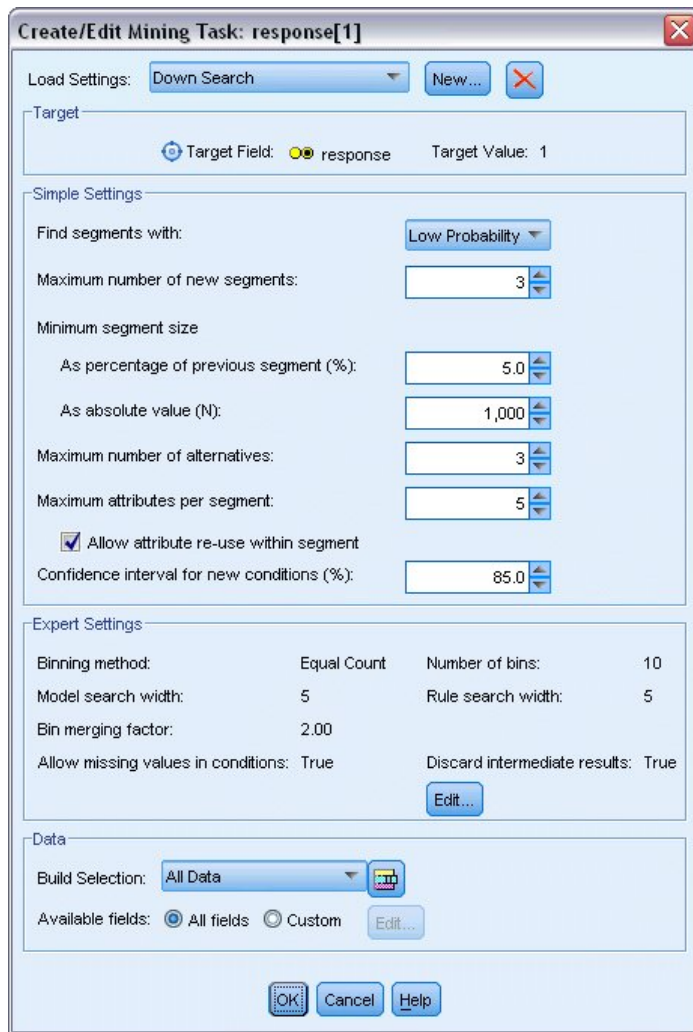 Create/Edit Mining Task: response[1]
Load Settings: Down Search New...
Target
Target Field: response Target Value: 1
Simple Settings
Find segments with: Low Probability
Maximum number of new segments: 3
Minimum segment size
As percentage of previous segment (%): 5.0
As absolute value (N): 1,000
Maximum number of alternatives: 3
Maximum attributes per segment: 5
Allow attribute re-use within segment
Confidence interval for new conditions (%): 85.0
Expert Settings
Binning method: Equal Count Number of bins: 10
Model search width: 5 Rule search width: 5
Bin merging factor: 2.00
Allow missing values in conditions: True Discard intermediate results: True
Edit...
Data
Build Selection: All Data
Available fields: All fields Custom Edit...
OK Cancel Help